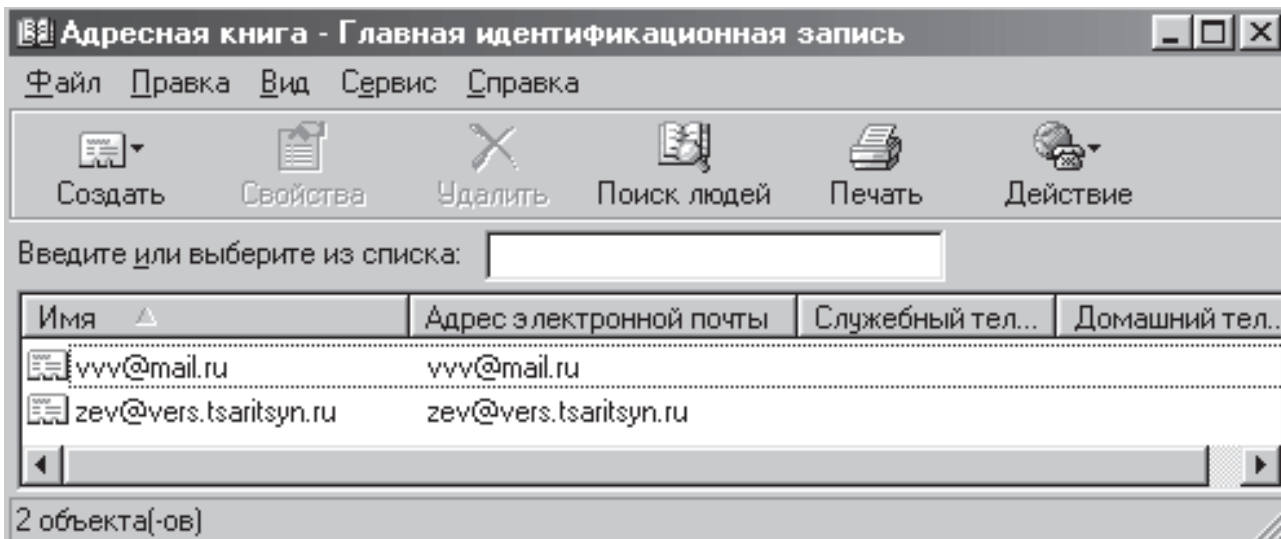 Адресная книга - Главная идентификационная запись
Файл Правка Вид Сервис Справка
Создать Свойства Удалить Поиск людей Печать Действие
Введите или выберите из списка:
Имя Адрес электронной почты Служебный тел... Домашний тел..
vvv@mail.ru vvv@mail.ru
zev@vers.tsaritsyn.ru zev@vers.tsaritsyn.ru
2 объекта(-ов)